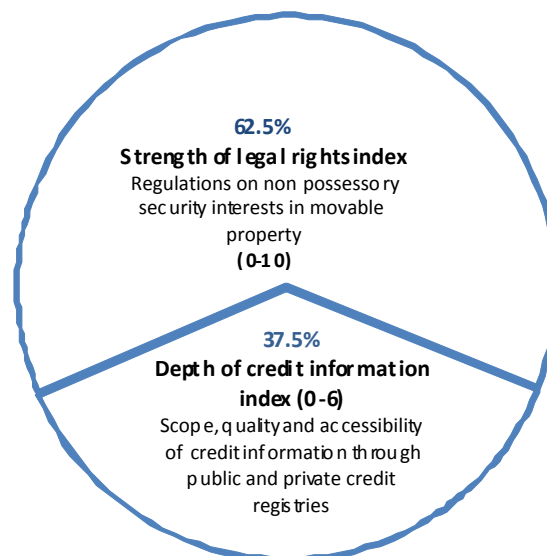 62.5%
Strength of legal rights index
Regulations on non possessory
security interests in movable
property
(0-10)
37.5%
Depth of credit information
index (0-6)
Scope, quality and accessibility
of credit information through
public and private credit
registries